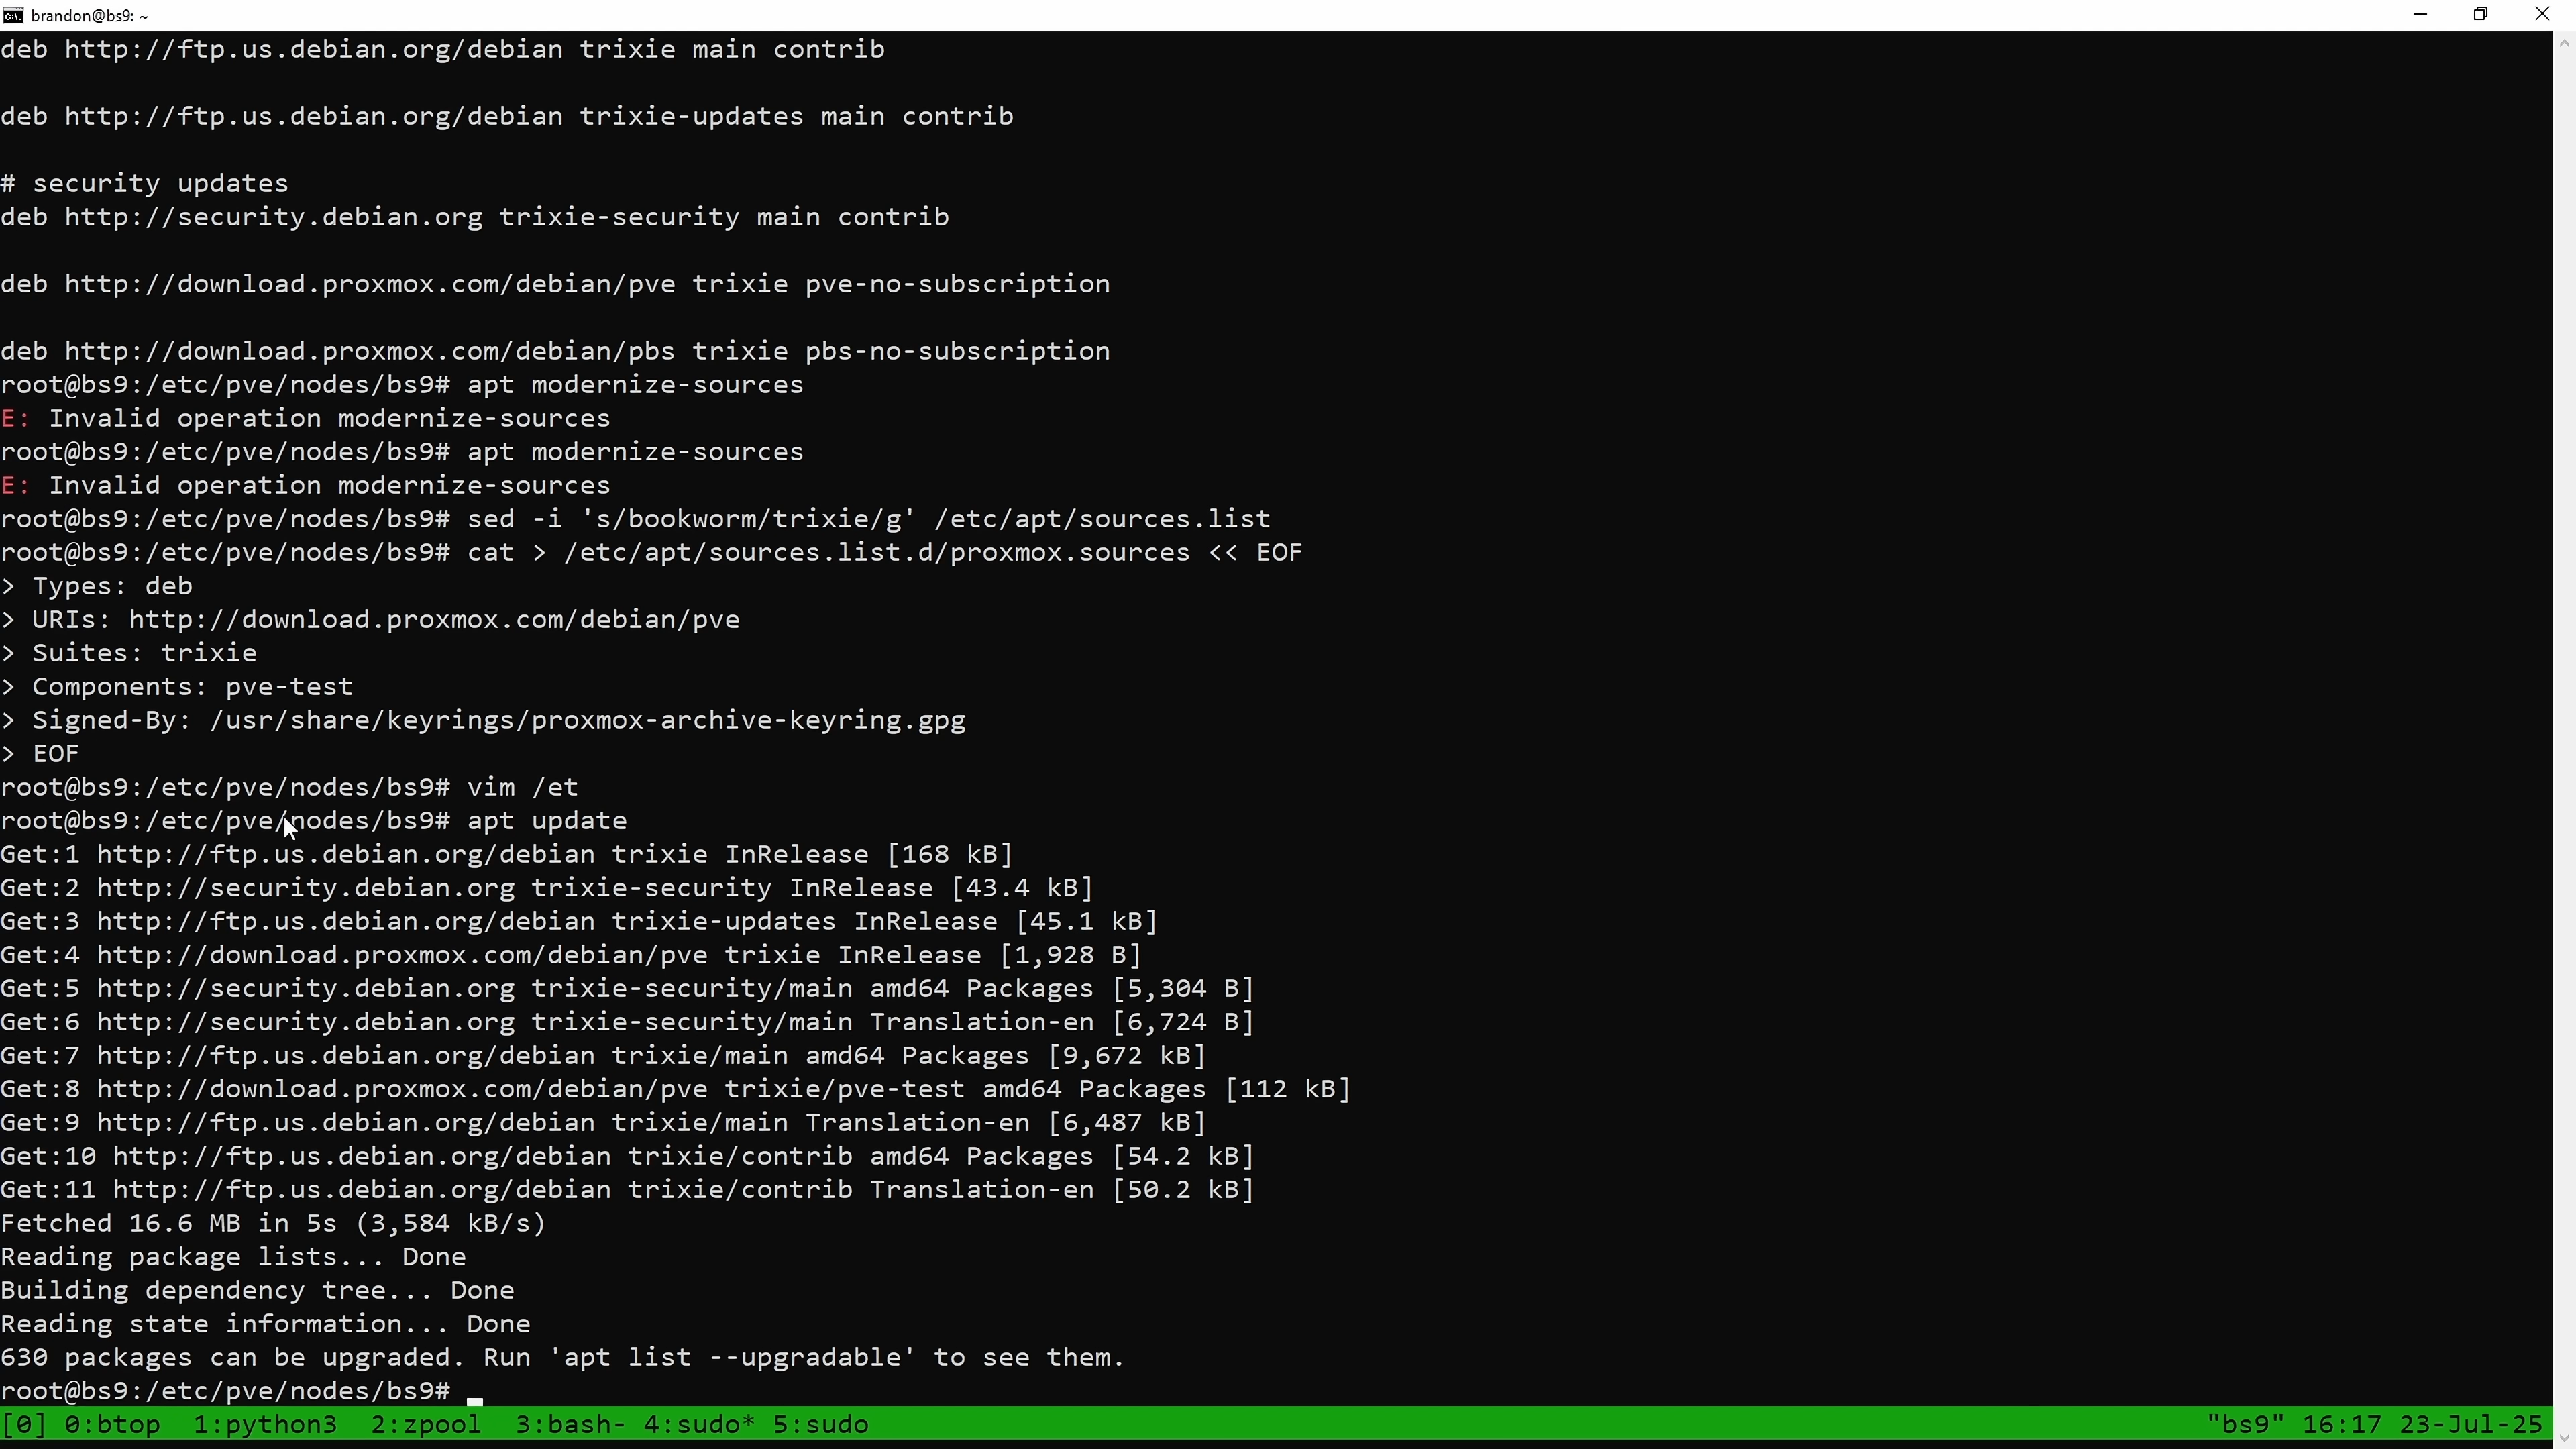 brandon@bs9: ~
deb http://ftp.us.debian.org/debian trixie main contrib
deb http://ftp.us.debian.org/debian trixie-updates main contrib
# security updates
deb http://security.debian.org trixie-security main contrib
deb http://download.proxmox.com/debian/pve trixie pve-no-subscription
deb http://download.proxmox.com/debian/pbs trixie pbs-no-subscription
root@bs9:/etc/pve/nodes/bs9# apt modernize-sources
E: Invalid operation modernize-sources
root@bs9:/etc/pve/nodes/bs9# apt modernize-sources
E: Invalid operation modernize-sources
root@bs9:/etc/pve/nodes/bs9# sed -i 's/bookworm/trixie/g' /etc/apt/sources.list
root@bs9:/etc/pve/nodes/bs9# cat > /etc/apt/sources.list.d/proxmox.sources << EOF
> Types: deb
> URIs: http://download.proxmox.com/debian/pve
> Suites: trixie
> Components: pve-test
> Signed-By: /usr/share/keyrings/proxmox-archive-keyring.gpg
> EOF
root@bs9:/etc/pve/nodes/bs9# vim /et
root@bs9:/etc/pve/nodes/bs9# apt update
Get:1 http://ftp.us.debian.org/debian trixie InRelease [168 kB]
Get:2 http://security.debian.org trixie-security InRelease [43.4 kB]
Get:3 http://ftp.us.debian.org/debian trixie-updates InRelease [45.1 kB]
Get:4 http://download.proxmox.com/debian/pve trixie InRelease [1,928 B]
Get:5 http://security.debian.org trixie-security/main amd64 Packages [5,304 B]
Get:6 http://security.debian.org trixie-security/main Translation-en [6,724 B]
Get:7 http://ftp.us.debian.org/debian trixie/main amd64 Packages [9,672 kB]
Get:8 http://download.proxmox.com/debian/pve trixie/pve-test amd64 Packages [112 kB]
Get:9 http://ftp.us.debian.org/debian trixie/main Translation-en [6,487 kB]
Get:10 http://ftp.us.debian.org/debian trixie/contrib amd64 Packages [54.2 kB]
Get:11 http://ftp.us.debian.org/debian trixie/contrib Translation-en [50.2 kB]
Fetched 16.6 MB in 5s (3,584 kB/s)
Reading package lists... Done
Building dependency tree... Done
Reading state information... Done
630 packages can be upgraded. Run 'apt list --upgradable' to see them.
root@bs9:/etc/pve/nodes/bs9#
[0] 0:btop  1:python3  2:zpool  3:bash- 4:sudo* 5:sudo "bs9" 16:17 23-Jul-25